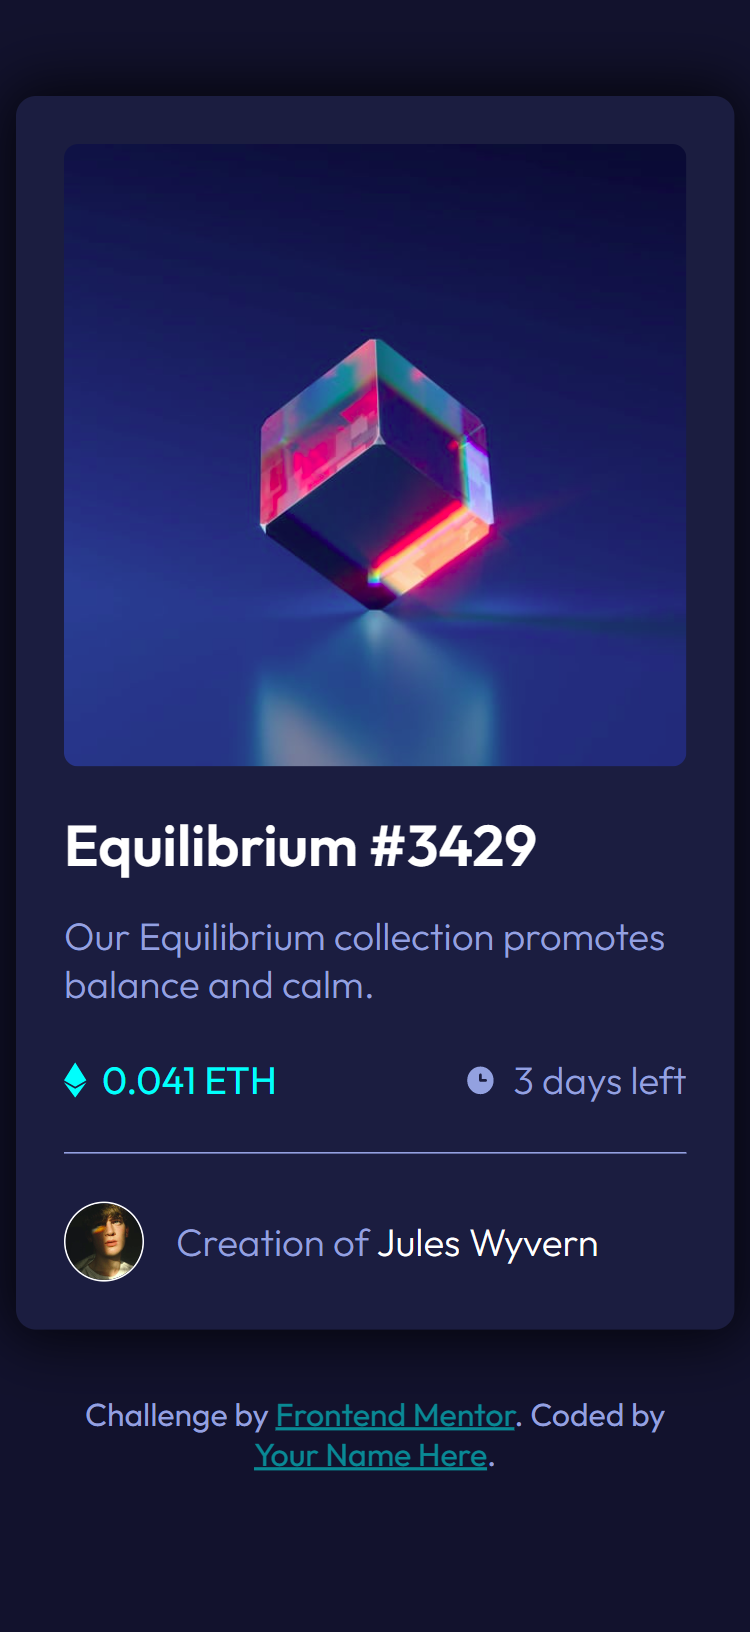 Equilibrium #3429
Our Equilibrium collection promotes
balance and calm.
0.041 ETH
3 days left
Creation of Jules Wyvern
Challenge by Frontend Mentor. Coded by
Your Name Here.